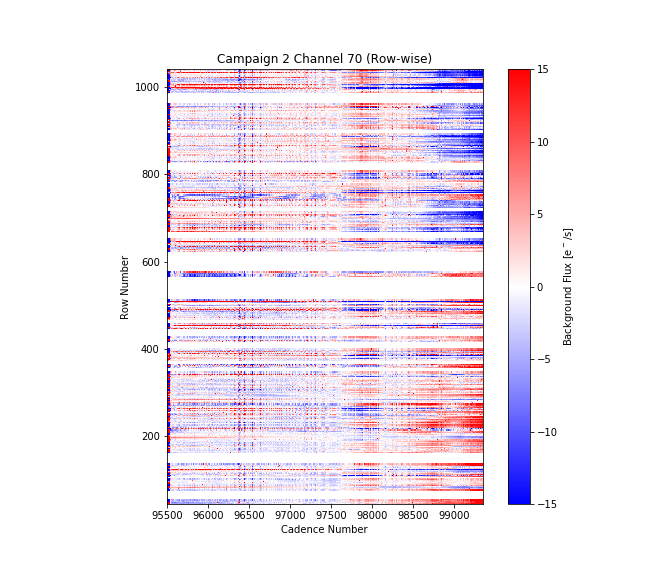 Campaign 2 Channel 70 (Row-wise)
Row Number
1000
800
600
400
200
95500 96000 96500 97000 97500 98000 98500 99000
Cadence Number
15
10
5
0
−5
−10
−15
Background Flux [e⁻/s]